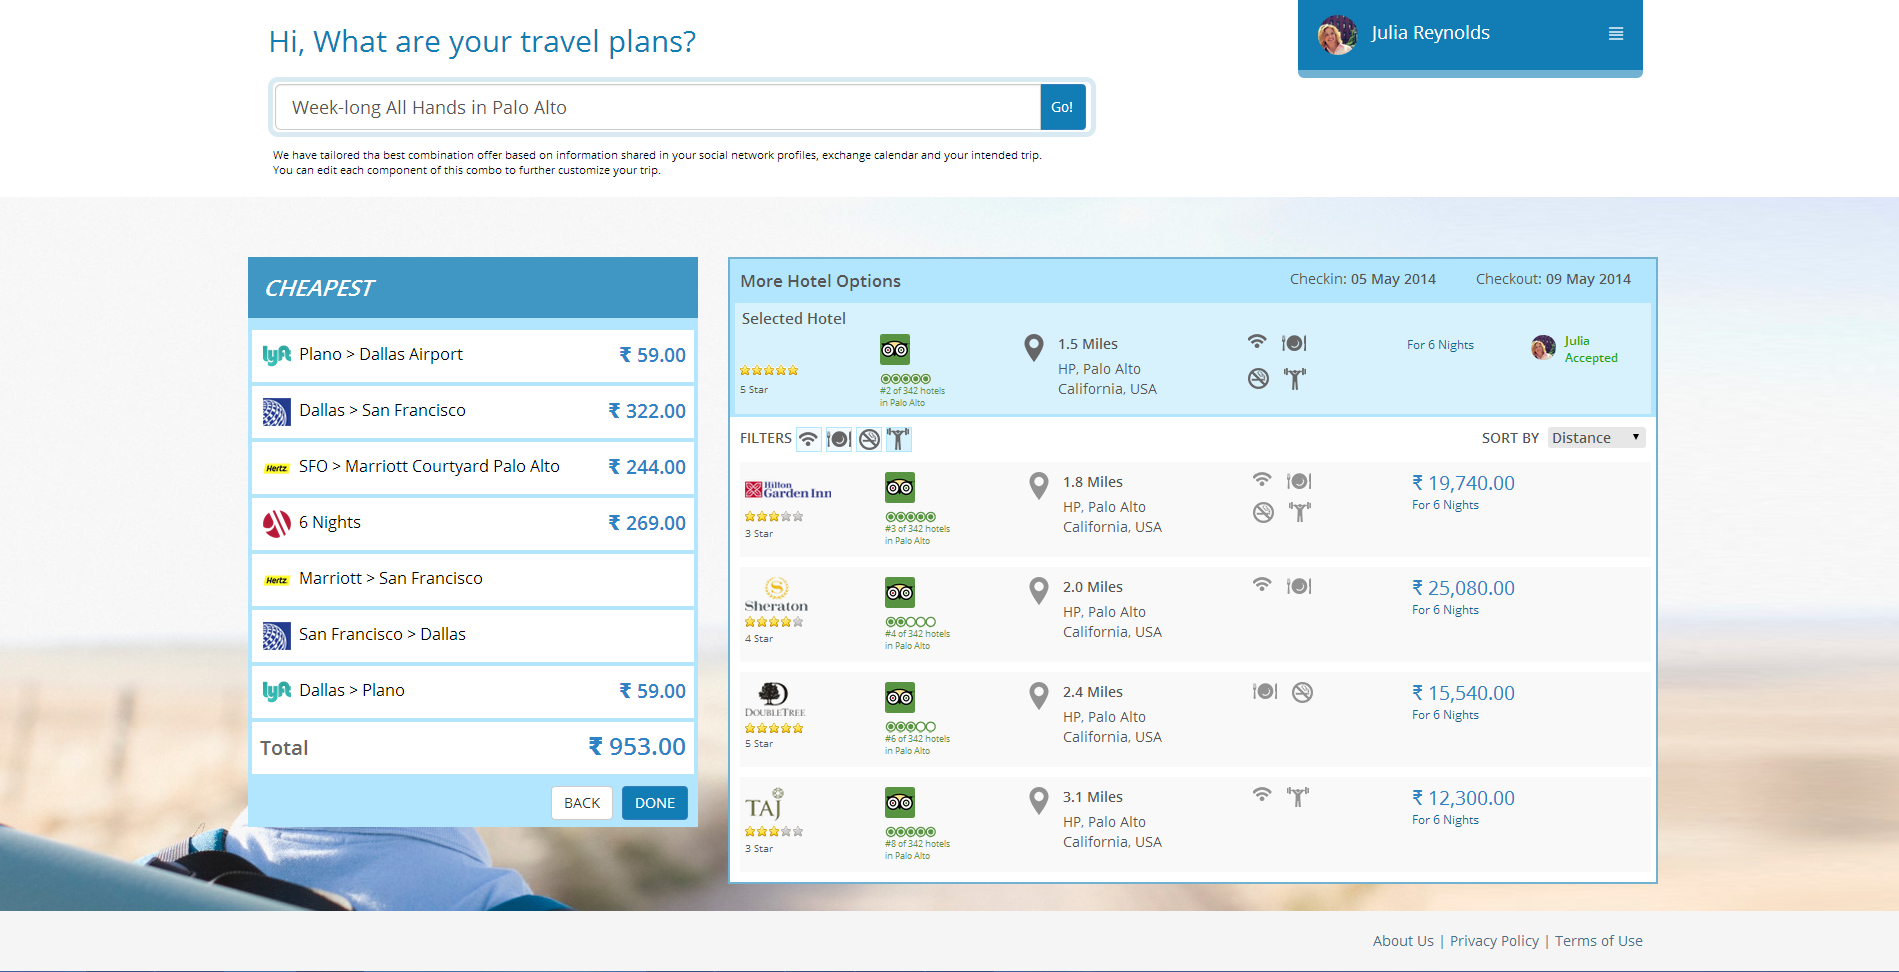 Hi, What are your travel plans?
Julia Reynolds
Week-long All Hands in Palo Alto
Go!
We have tailored tha best combination offer based on information shared in your social network profiles, exchange calendar and your intended trip.
You can edit each component of this combo to further customize your trip.
CHEAPEST
lyft Plano > Dallas Airport ₹ 59.00
Dallas > San Francisco ₹ 322.00
Hertz SFO > Marriott Courtyard Palo Alto ₹ 244.00
6 Nights ₹ 269.00
Hertz Marriott > San Francisco
San Francisco > Dallas
lyft Dallas > Plano ₹ 59.00
Total ₹ 953.00
BACK DONE
More Hotel Options Checkin: 05 May 2014 Checkout: 09 May 2014
Selected Hotel
5 Star
#2 of 342 hotels
in Palo Alto
1.5 Miles
HP, Palo Alto
California, USA
For 6 Nights
Julia
Accepted
FILTERS SORT BY Distance
Hilton
Garden Inn
3 Star
#3 of 342 hotels
in Palo Alto
1.8 Miles
HP, Palo Alto
California, USA
₹ 19,740.00
For 6 Nights
Sheraton
4 Star
#4 of 342 hotels
in Palo Alto
2.0 Miles
HP, Palo Alto
California, USA
₹ 25,080.00
For 6 Nights
DOUBLETREE
5 Star
#6 of 342 hotels
in Palo Alto
2.4 Miles
HP, Palo Alto
California, USA
₹ 15,540.00
For 6 Nights
TAJ
3 Star
#8 of 342 hotels
in Palo Alto
3.1 Miles
HP, Palo Alto
California, USA
₹ 12,300.00
For 6 Nights
About Us | Privacy Policy | Terms of Use